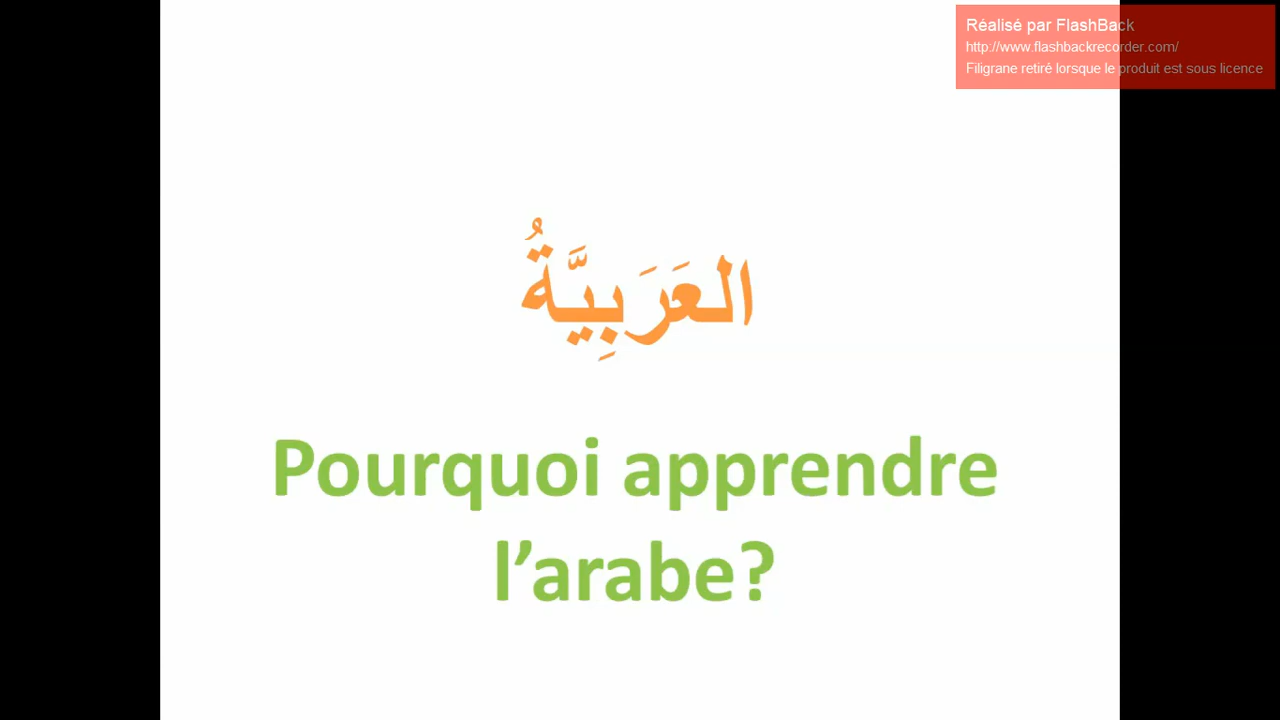 Réalisé par FlashBack
http://www.flashbackrecorder.com/
Filigrane retiré lorsque le produit est sous licence
العَرَبِيَّةُ
Pourquoi apprendre
l’arabe?